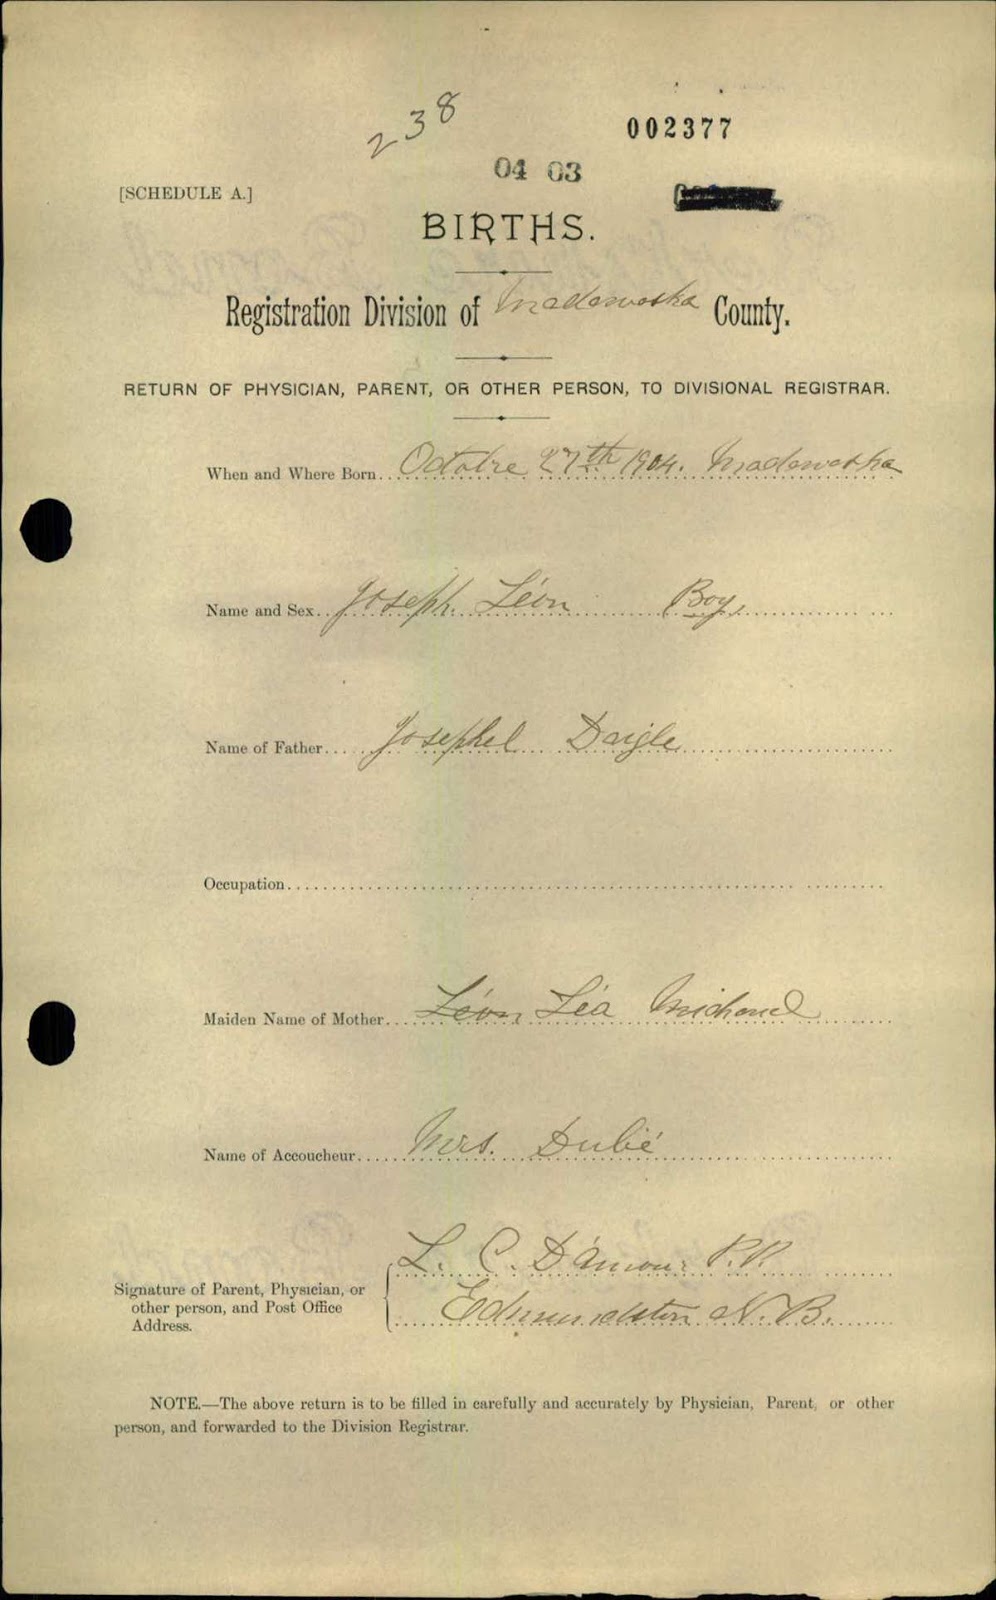 238
002377
04 03
[SCHEDULE A.]
BIRTHS.
Registration Division of Madawaska County.
RETURN OF PHYSICIAN, PARENT, OR OTHER PERSON, TO DIVISIONAL REGISTRAR.
When and Where Born Octobre 27th 1904. Madawaska
Name and Sex Joseph Léon Boy
Name of Father Josephel Daigle
Occupation
Maiden Name of Mother Léon Léa Michaud
Name of Accoucheur Mrs. Dubé
L. C. D'Amour P.P.
Signature of Parent, Physician, or
other person, and Post Office
Address.
Edmundston N.B.
NOTE.—The above return is to be filled in carefully and accurately by Physician, Parent, or other
person, and forwarded to the Division Registrar.